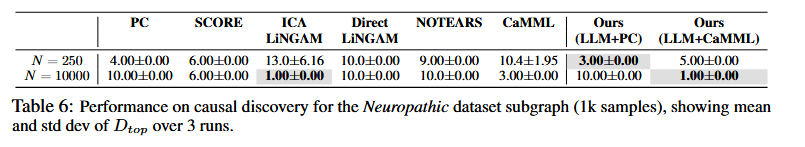 PC SCORE ICA LiNGAM Direct LiNGAM NOTEARS CaMML Ours (LLM+PC) Ours (LLM+CaMML)
N = 250 4.00±0.00 6.00±0.00 13.0±6.16 10.0±0.00 9.00±0.00 10.4±1.95 3.00±0.00 5.00±0.00
N = 10000 10.00±0.00 6.00±0.00 1.00±0.00 10.0±0.00 10.0±0.00 3.00±0.00 10.00±0.00 1.00±0.00
Table 6: Performance on causal discovery for the Neuropathic dataset subgraph (1k samples), showing mean
and std dev of D_top over 3 runs.